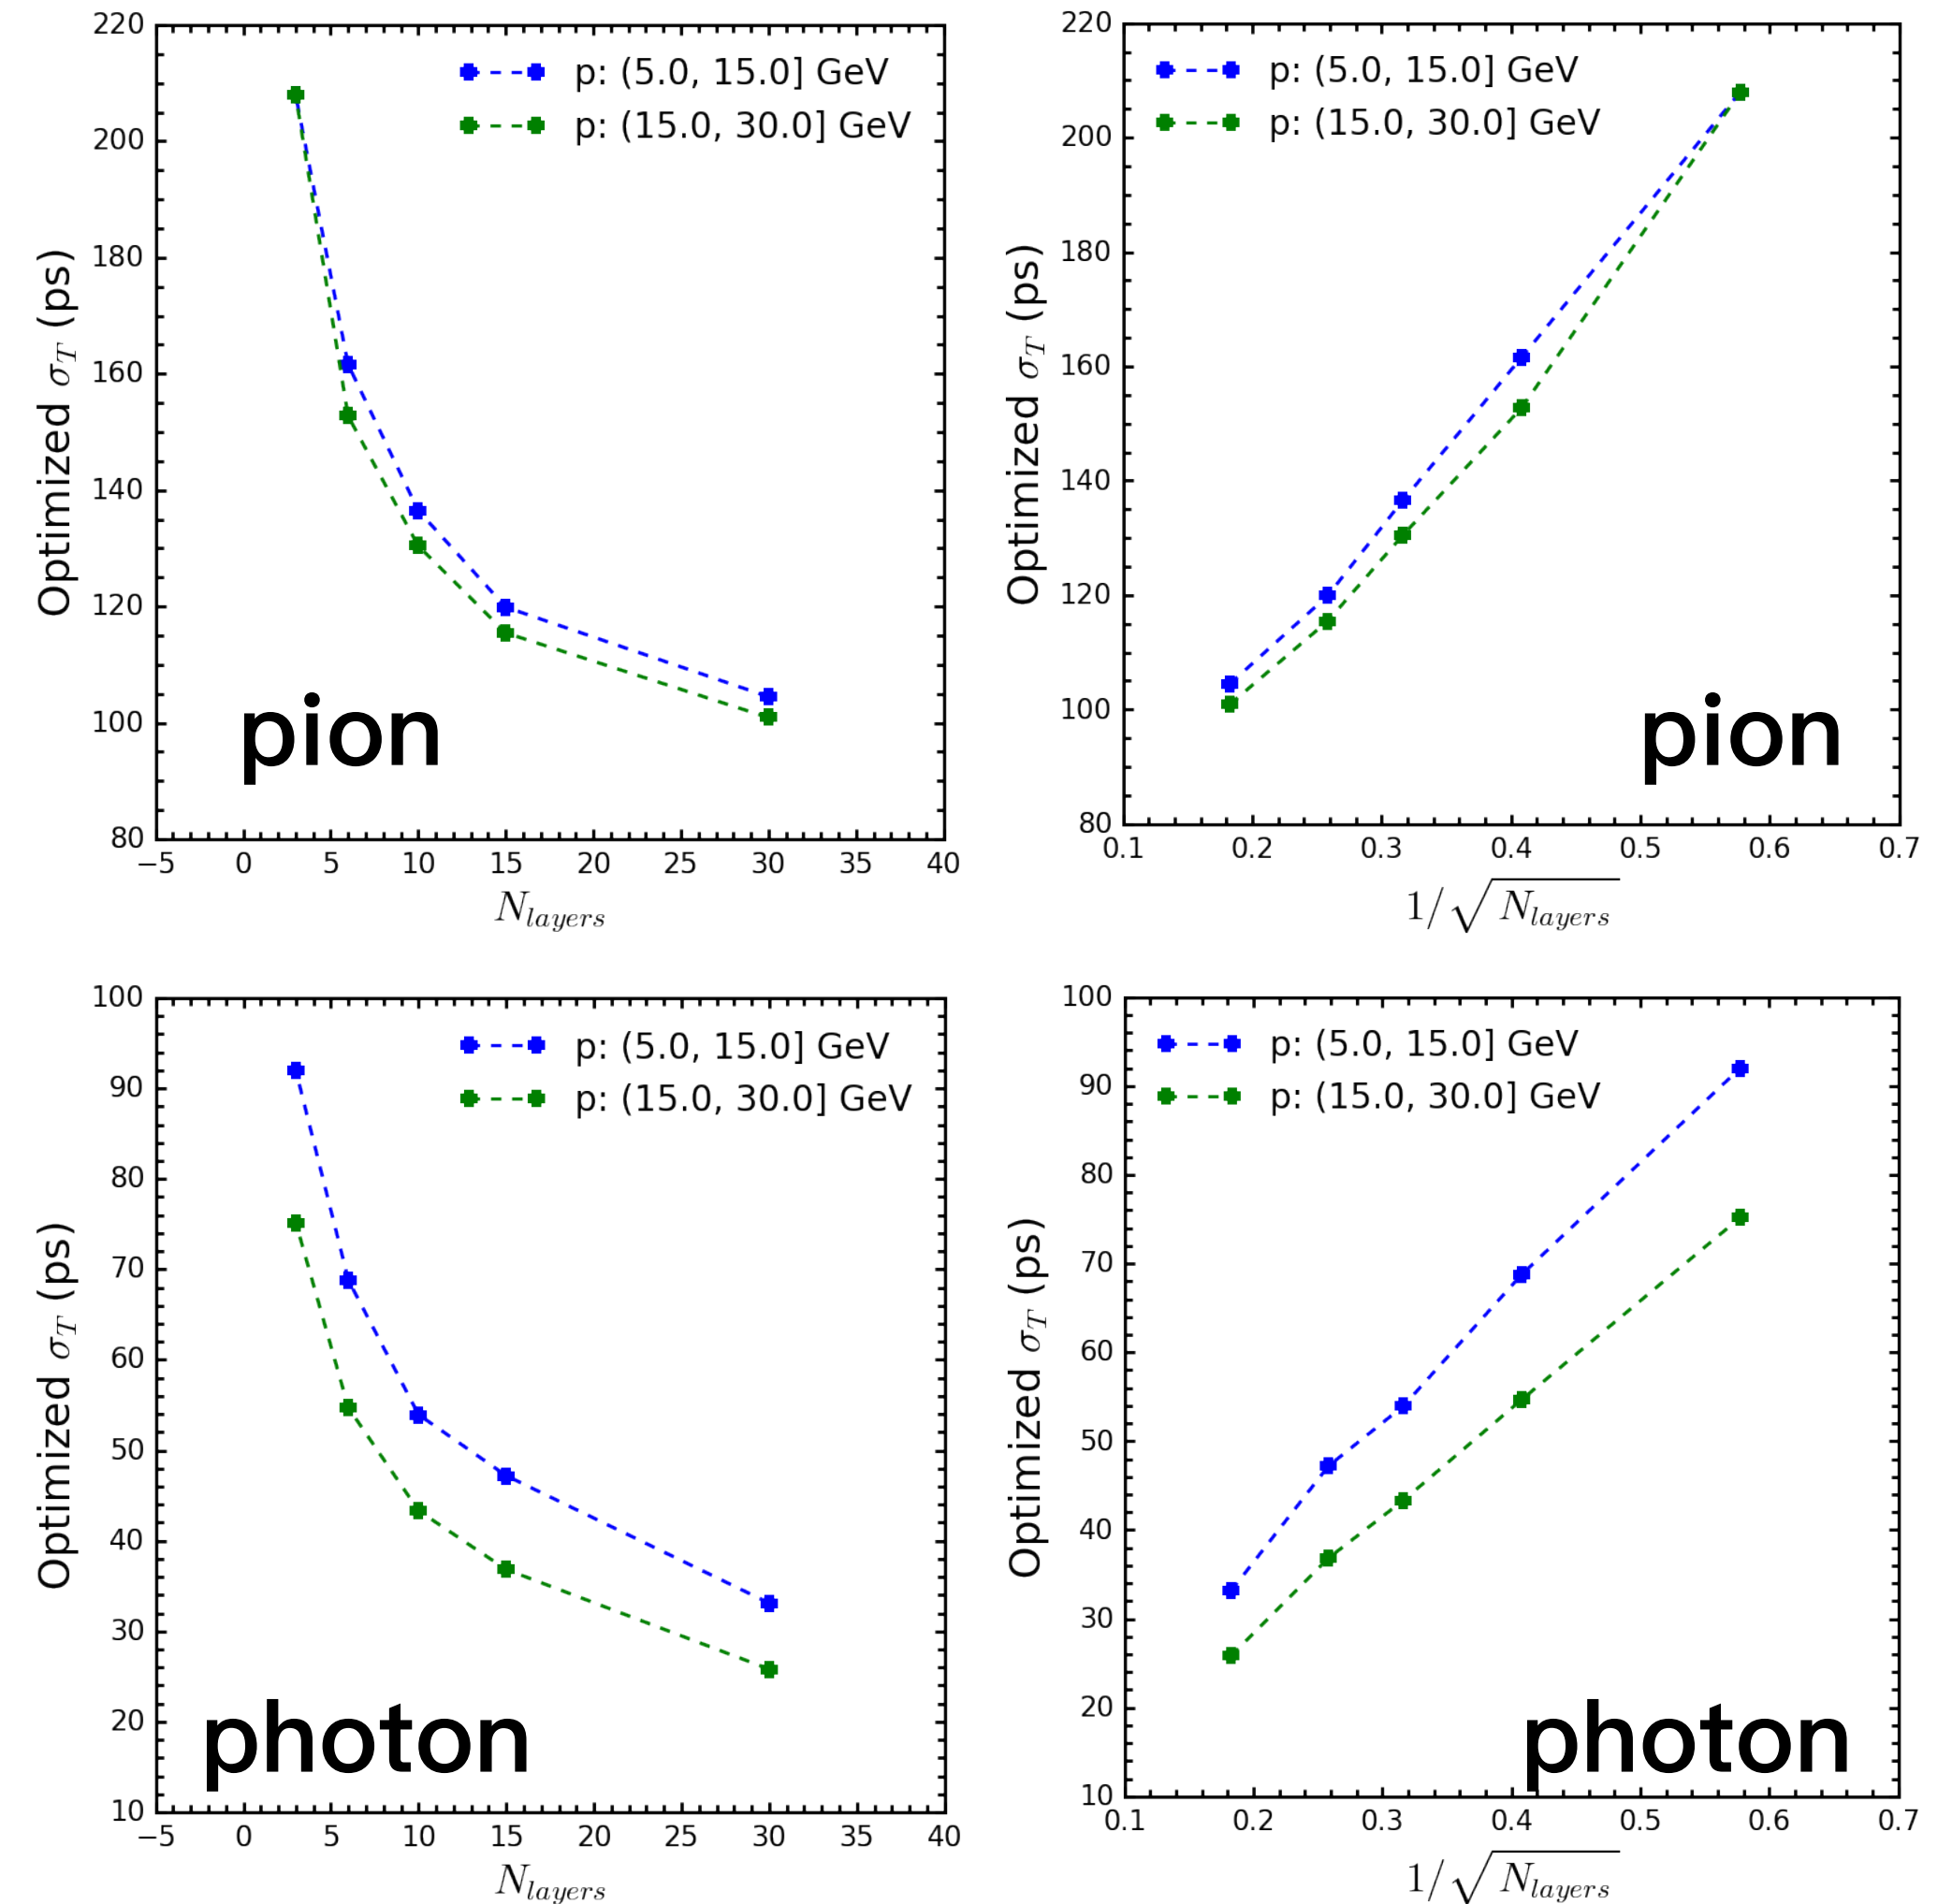 220
200
180
160
140
120
100
80
Optimized σ_T (ps)
p: (5.0, 15.0] GeV
p: (15.0, 30.0] GeV
pion
−5 0 5 10 15 20 25 30 35 40
N_layers
220
200
180
160
140
120
100
80
Optimized σ_T (ps)
p: (5.0, 15.0] GeV
p: (15.0, 30.0] GeV
pion
0.1 0.2 0.3 0.4 0.5 0.6 0.7
1/√N_layers
100
90
80
70
60
50
40
30
20
10
Optimized σ_T (ps)
p: (5.0, 15.0] GeV
p: (15.0, 30.0] GeV
photon
−5 0 5 10 15 20 25 30 35 40
N_layers
100
90
80
70
60
50
40
30
20
10
Optimized σ_T (ps)
p: (5.0, 15.0] GeV
p: (15.0, 30.0] GeV
photon
0.1 0.2 0.3 0.4 0.5 0.6 0.7
1/√N_layers